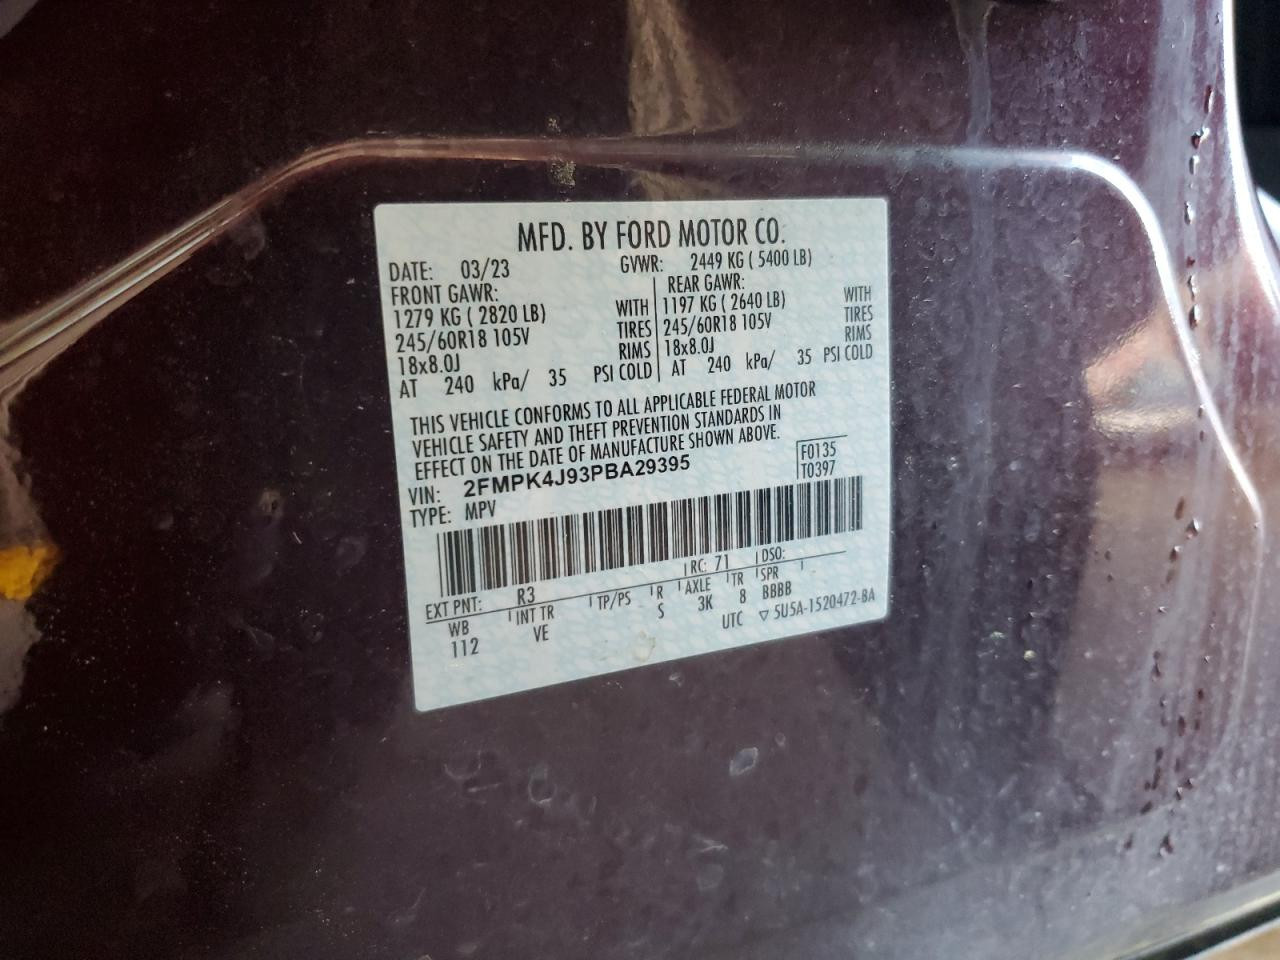 MFD. BY FORD MOTOR CO.
DATE: 03/23 GVWR: 2449 KG ( 5400 LB)
FRONT GAWR: REAR GAWR:
1279 KG ( 2820 LB) WITH 1197 KG ( 2640 LB) WITH
245/60R18 105V TIRES 245/60R18 105V TIRES
18x8.0J RIMS 18x8.0J RIMS
AT 240 kPa/ 35 PSI COLD AT 240 kPa/ 35 PSI COLD
THIS VEHICLE CONFORMS TO ALL APPLICABLE FEDERAL MOTOR
VEHICLE SAFETY AND THEFT PREVENTION STANDARDS IN
EFFECT ON THE DATE OF MANUFACTURE SHOWN ABOVE.
VIN: 2FMPK4J93PBA29395 F0135
TYPE: MPV T0397
EXT PNT: R3 RC: 71 DSO:
WB INT TR TP/PS R AXLE TR SPR
112 VE S 3K 8 BBBB
UTC ▽ 5U5A-1520472-BA